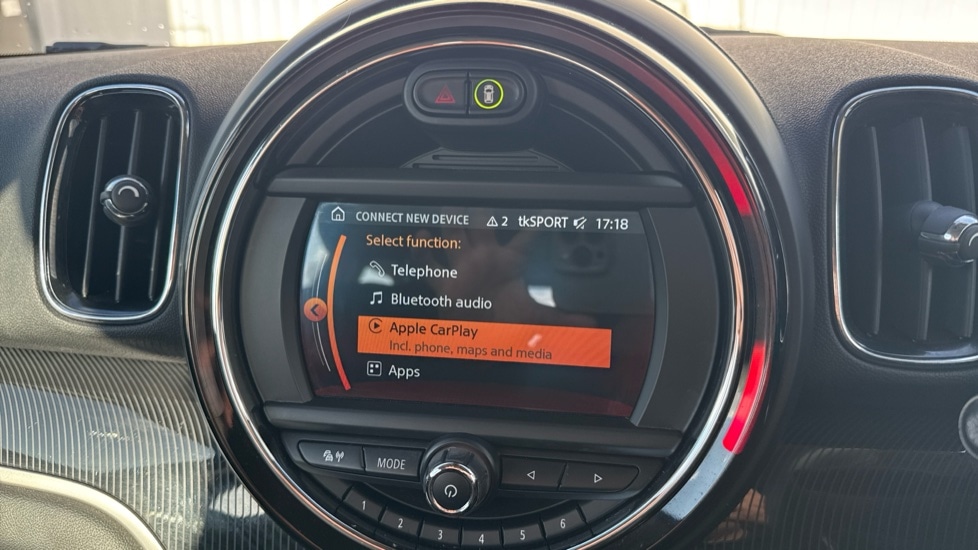 CONNECT NEW DEVICE 2 tkSPORT 17:18
Select function:
Telephone
Bluetooth audio
Apple CarPlay
Incl. phone, maps and media
Apps
MODE
1 2 3 4 5 6